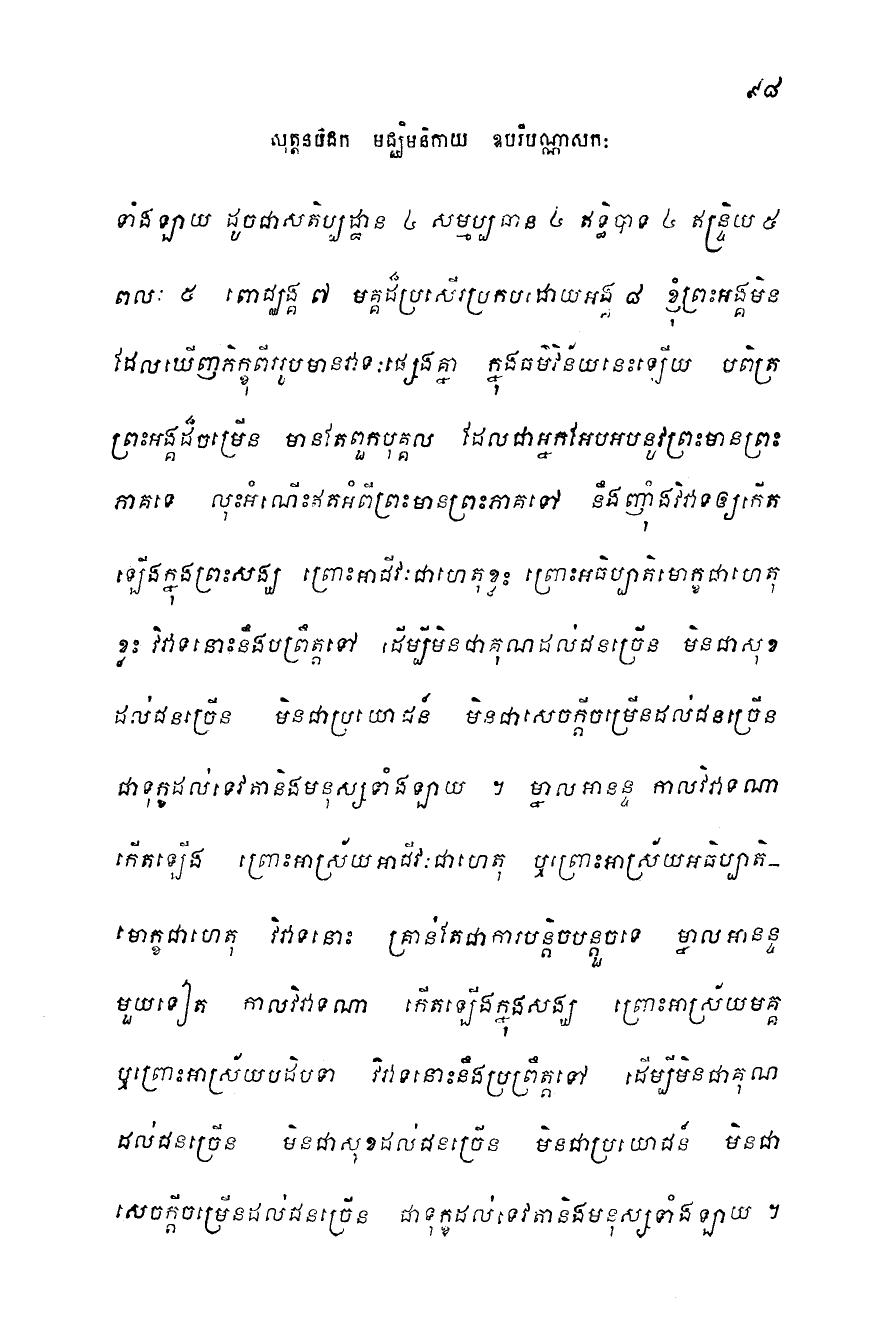 ៩៨
សុត្តន្តបិដក មជ្ឈិមនិកាយ ឧបរិបណ្ណាសកៈ
ទាំងឡាយ ដូចជាសតិប្បដ្ឋាន ៤ សម្មប្បធាន ៤ ឥទ្ធិបាទ ៤ ឥន្ទ្រិយ ៥
ពលៈ ៥ ពោជ្ឈង្គ ៧ មគ្គដ៏ប្រសើរប្រកបដោយអង្គ ៨ ខ្ញុំព្រះអង្គមិន
ដែលឃើញភិក្ខុពីររូបមានវាទៈផ្សេងគ្នា ក្នុងធម៌វិន័យនេះឡើយ បពិត្រ
ព្រះអង្គដ៏ចម្រើន មានតែពួកបុគ្គល ដែលជាអ្នកអែបអបនូវព្រះមានព្រះ
ភាគទេ លុះអំណើះឥតអំពីព្រះមានព្រះភាគទៅ នឹងញ៉ាំងវិវាទឲ្យកើត
ឡើងក្នុងព្រះសង្ឃ ព្រោះអាជីវៈជាហេតុខ្លះ ព្រោះអធិប្បាតិមោក្ខជាហេតុ
ខ្លះ វិវាទនោះនឹងបព្រឹត្តទៅ ដើម្បីមិនជាគុណដល់ជនច្រើន មិនជាសុខ
ដល់ជនច្រើន មិនជាប្រយោជន៍ មិនជាសេចក្តីចម្រើនដល់ជនច្រើន
ជាទុក្ខដល់ទេវតានិងមនុស្សទាំងឡាយ ។ ម្នាលអានន្ទ កាលវិវាទណា
កើតឡើង ព្រោះអាស្រ័យអាជីវៈជាហេតុ ឬព្រោះអាស្រ័យអធិប្បាតិ–
មោក្ខជាហេតុ វិវាទនោះ គ្រាន់តែជាការបន្តិចបន្តួចទេ ម្នាលអានន្ទ
មួយទៀត កាលវិវាទណា កើតឡើងក្នុងសង្ឃ ព្រោះអាស្រ័យមគ្គ
ឬព្រោះអាស្រ័យបដិបទា វិវាទនោះនឹងប្រព្រឹត្តទៅ ដើម្បីមិនជាគុណ
ដល់ជនច្រើន មិនជាសុខដល់ជនច្រើន មិនជាប្រយោជន៍ មិនជា
សេចក្តីចម្រើនដល់ជនច្រើន ជាទុក្ខដល់ទេវតានិងមនុស្សទាំងឡាយ ។